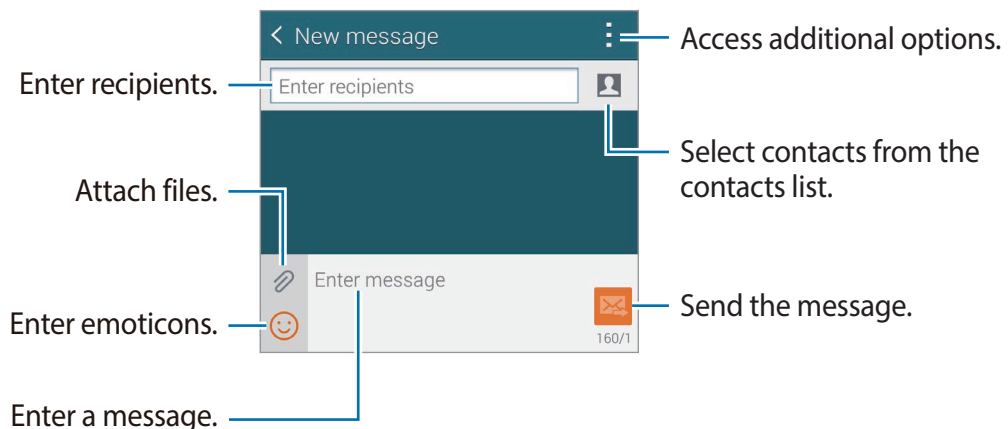 New message
Access additional options.
Enter recipients.
Enter recipients
Select contacts from the
contacts list.
Attach files.
Enter message
Send the message.
Enter emoticons.
160/1
Enter a message.